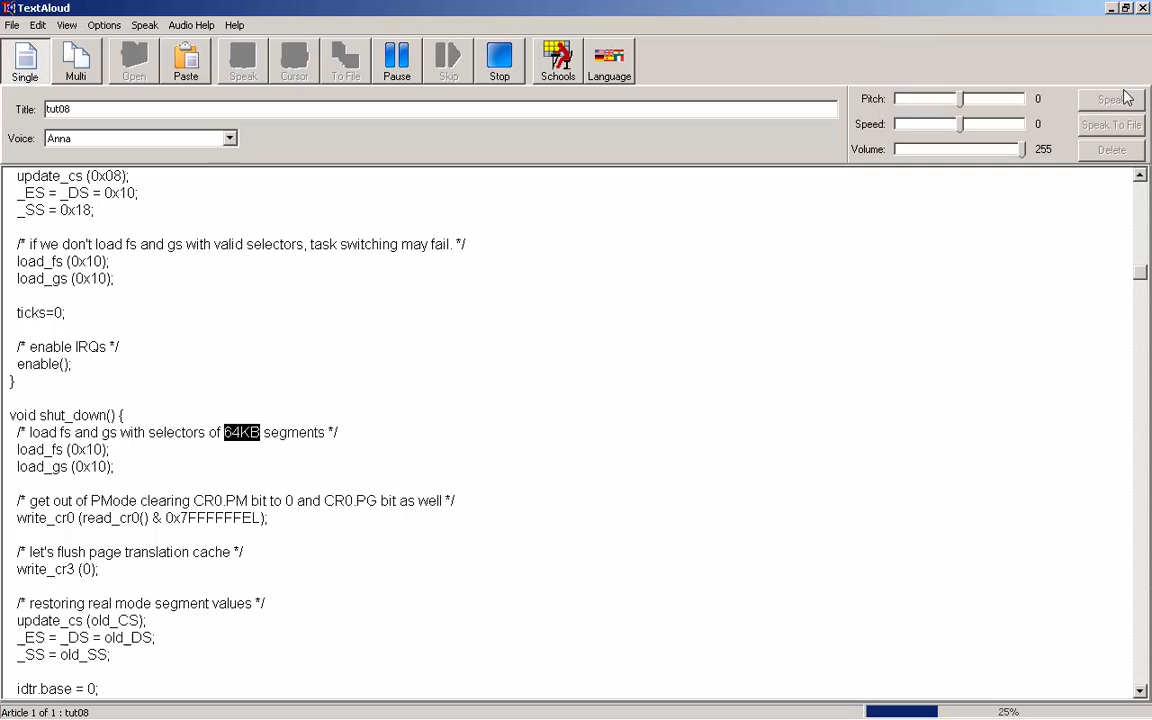 TextAloud
File Edit View Options Speak Audio Help Help
Single Multi Open Paste Speak Cursor To File Pause Skip Stop Schools Language
Title: tut08
Voice: Anna
Pitch: 0
Speed: 0
Volume: 255
Speak
Speak To File
Delete
update_cs (0x08);
_ES = _DS = 0x10;
_SS = 0x18;
/* if we don't load fs and gs with valid selectors, task switching may fail. */
load_fs (0x10);
load_gs (0x10);
ticks=0;
/* enable IRQs */
enable();
}
void shut_down() {
/* load fs and gs with selectors of 64KB segments */
load_fs (0x10);
load_gs (0x10);
/* get out of PMode clearing CR0.PM bit to 0 and CR0.PG bit as well */
write_cr0 (read_cr0() & 0x7FFFFFFEL);
/* let's flush page translation cache */
write_cr3 (0);
/* restoring real mode segment values */
update_cs (old_CS);
_ES = _DS = old_DS;
_SS = old_SS;
idtr.base = 0;
Article 1 of 1 : tut08
25%